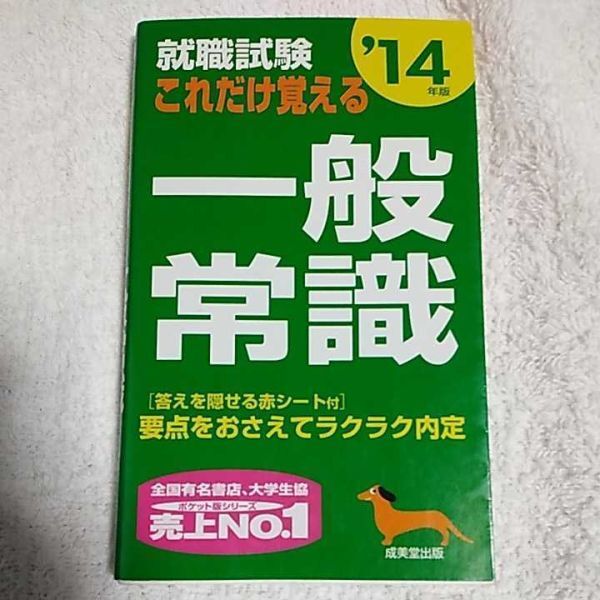 就職試験
これだけ覚える
'14
年版
一般
常識
[答えを隠せる赤シート付]
要点をおさえてラクラク内定
全国有名書店、大学生協
ポケット版シリーズ
売上NO.1
成美堂出版